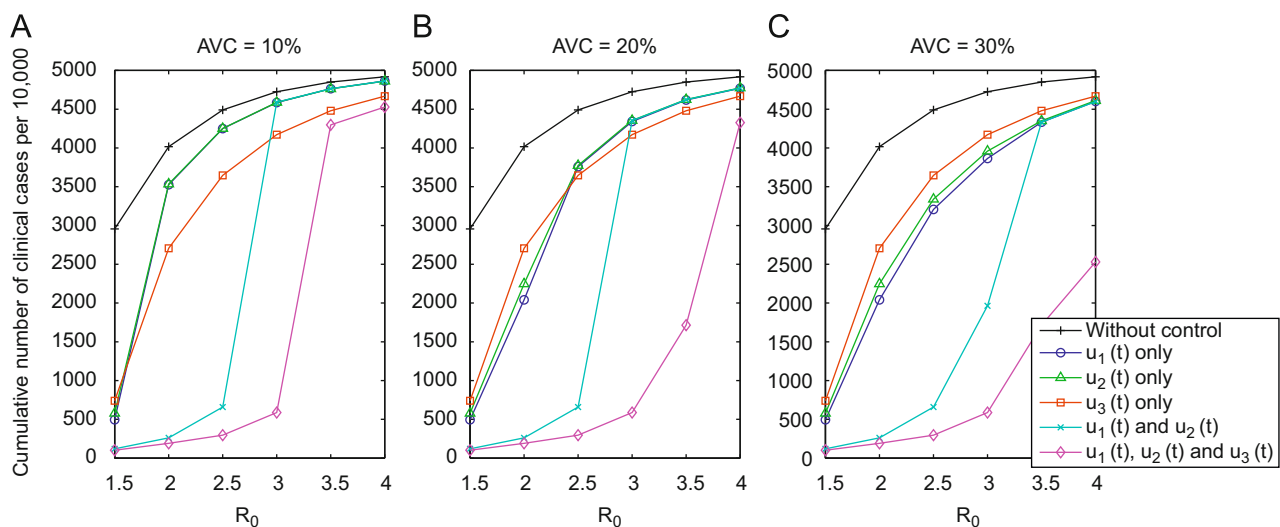 A
B
C
AVC = 10%
AVC = 20%
AVC = 30%
Cumulative number of clinical cases per 10,000
5000
4500
4000
3500
3000
2500
2000
1500
1000
500
0
1.5 2 2.5 3 3.5 4
R0
5000
4500
4000
3500
3000
2500
2000
1500
1000
500
0
1.5 2 2.5 3 3.5 4
R0
5000
4500
4000
3500
3000
2500
2000
1500
1000
500
0
1.5 2 2.5 3 3.5 4
R0
Without control
u1 (t) only
u2 (t) only
u3 (t) only
u1 (t) and u2 (t)
u1 (t), u2 (t) and u3 (t)